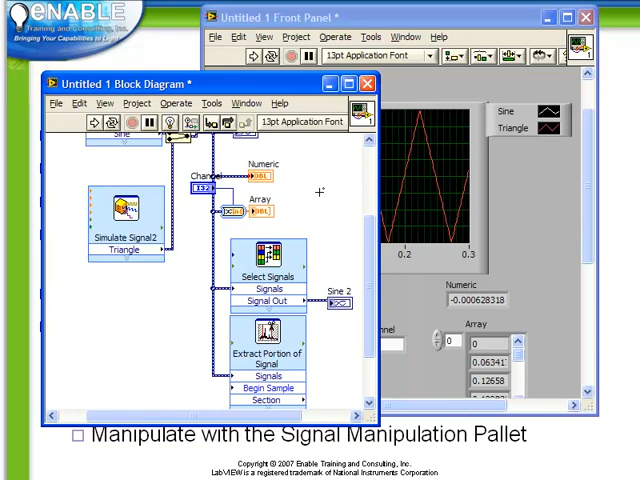 eNABLE
Training and Consulting, Inc.
Bringing Your Capabilities to Light
Untitled 1 Front Panel *
File Edit View Project Operate Tools Window Help
13pt Application Font
Sine
Triangle
0.2 0.3
Numeric
-0.000628318
Array
0
0
0.06341
0.12658
Untitled 1 Block Diagram *
File Edit View Project Operate Tools Window Help
13pt Application Font
Sine
Numeric
DBL
Channel
I32
Array
DBL
Simulate Signal2
Triangle
Select Signals
Signals
Signal Out
Sine 2
Extract Portion of
Signal
Signals
Begin Sample
Section
Manipulate with the Signal Manipulation Pallet
Copyright © 2007 Enable Training and Consulting, Inc.
LabVIEW is a registered trademark of National Instruments Corporation